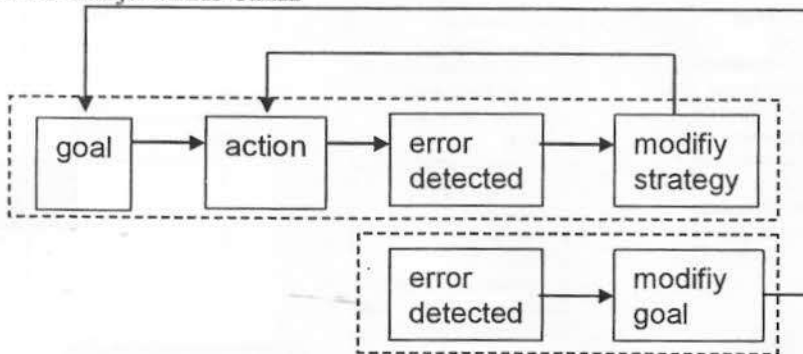 goal
action
error
detected
modifiy
strategy
error
detected
modifiy
goal